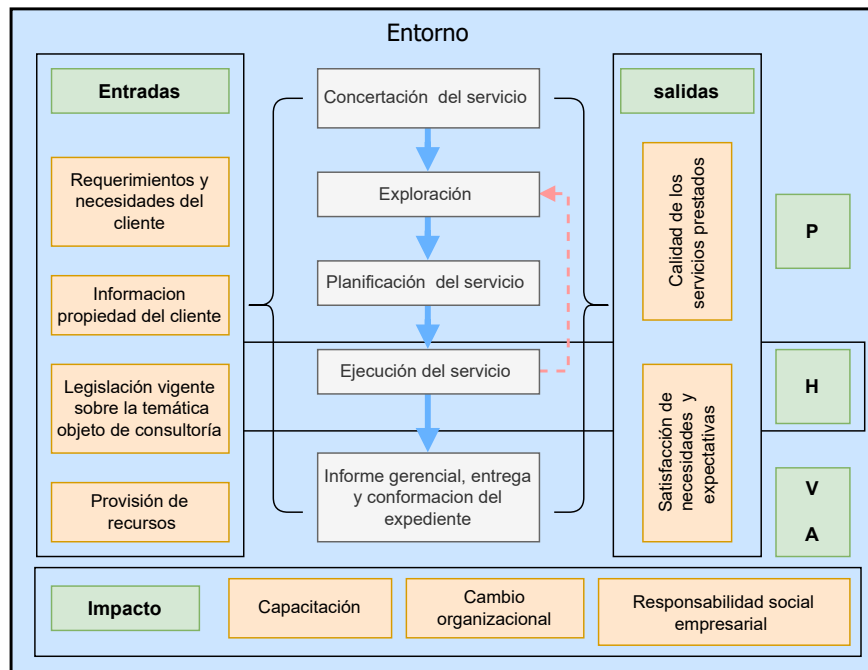 Entorno
Entradas
Requerimientos y
necesidades del
cliente
Informacion
propiedad del cliente
Legislación vigente
sobre la temática
objeto de consultoría
Provisión de
recursos
Concertación del servicio
Exploración
Planificación del servicio
Ejecución del servicio
Informe gerencial, entrega
y conformacion del
expediente
salidas
Calidad de los
servicios prestados
Satisfacción de
necesidades y
expectativas
P
H
V
A
Impacto
Capacitación
Cambio
organizacional
Responsabilidad social
empresarial